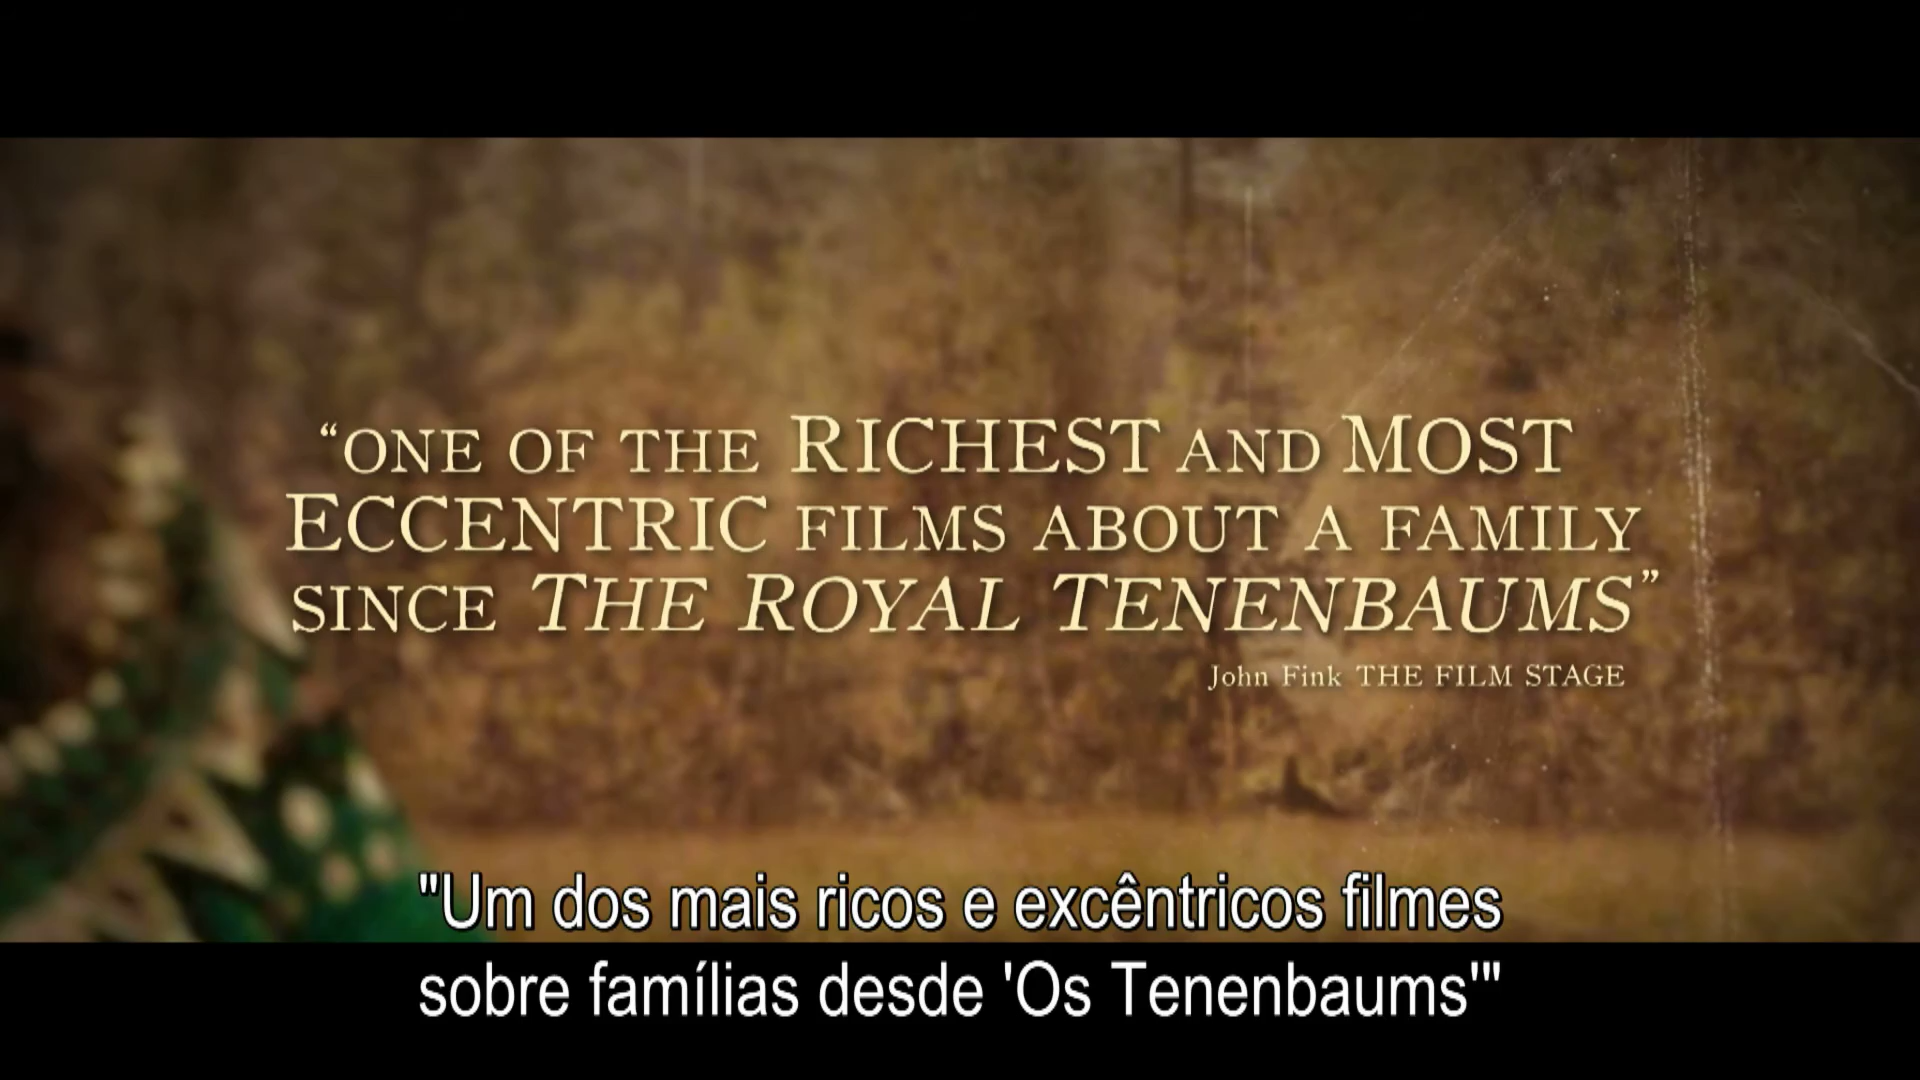 “ONE OF THE RICHEST AND MOST
ECCENTRIC FILMS ABOUT A FAMILY
SINCE THE ROYAL TENENBAUMS”
John Fink THE FILM STAGE
"Um dos mais ricos e excêntricos filmes
sobre famílias desde 'Os Tenenbaums'"